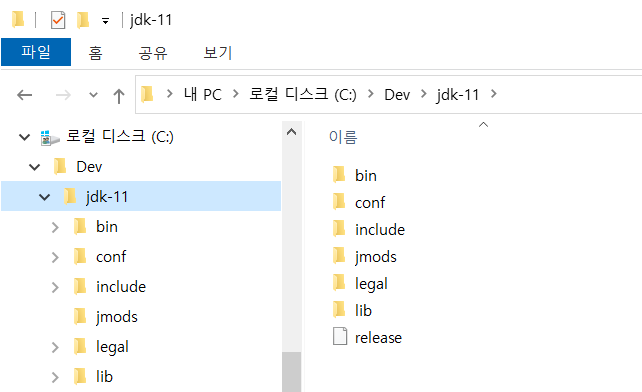 jdk-11
파일 홈 공유 보기
내 PC 로컬 디스크 (C:) Dev jdk-11
로컬 디스크 (C:)
Dev
jdk-11
bin
conf
include
jmods
legal
lib
이름
bin
conf
include
jmods
legal
lib
release